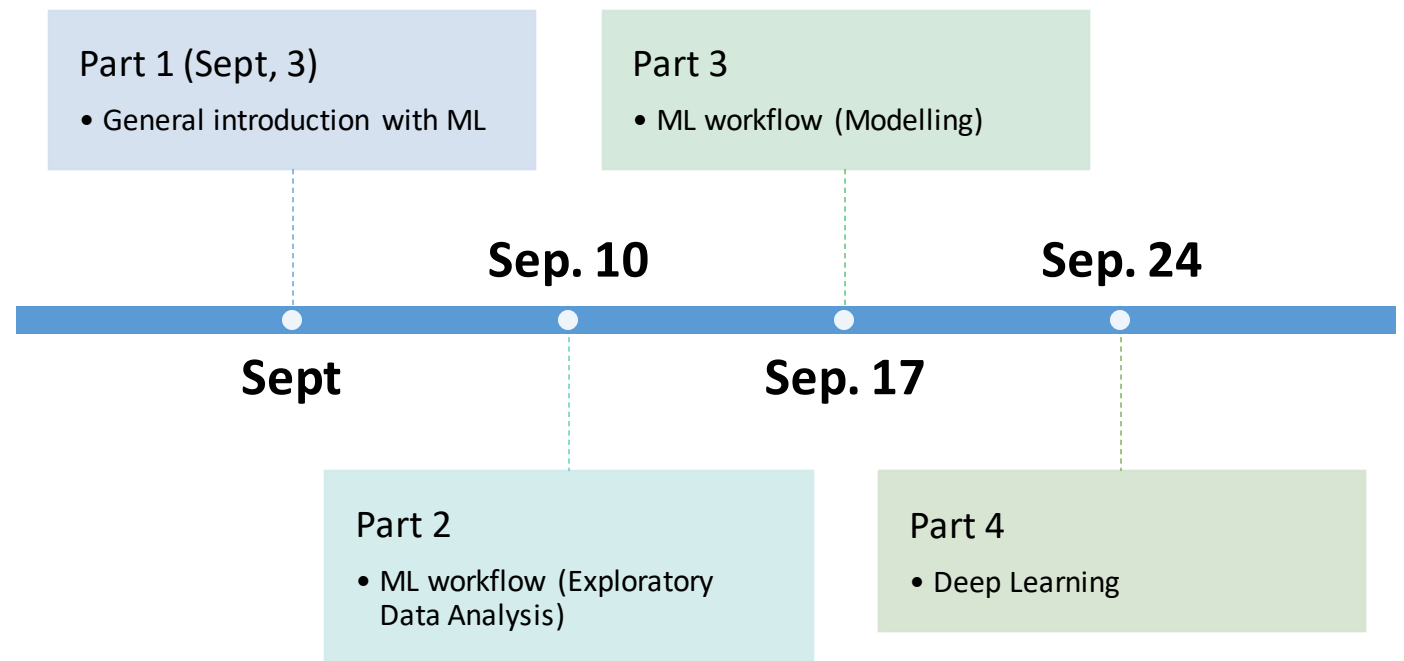 Part 1 (Sept, 3)
• General introduction with ML
Part 3
• ML workflow (Modelling)
Sep. 10
Sep. 24
Sept
Sep. 17
Part 2
• ML workflow (Exploratory
Data Analysis)
Part 4
• Deep Learning